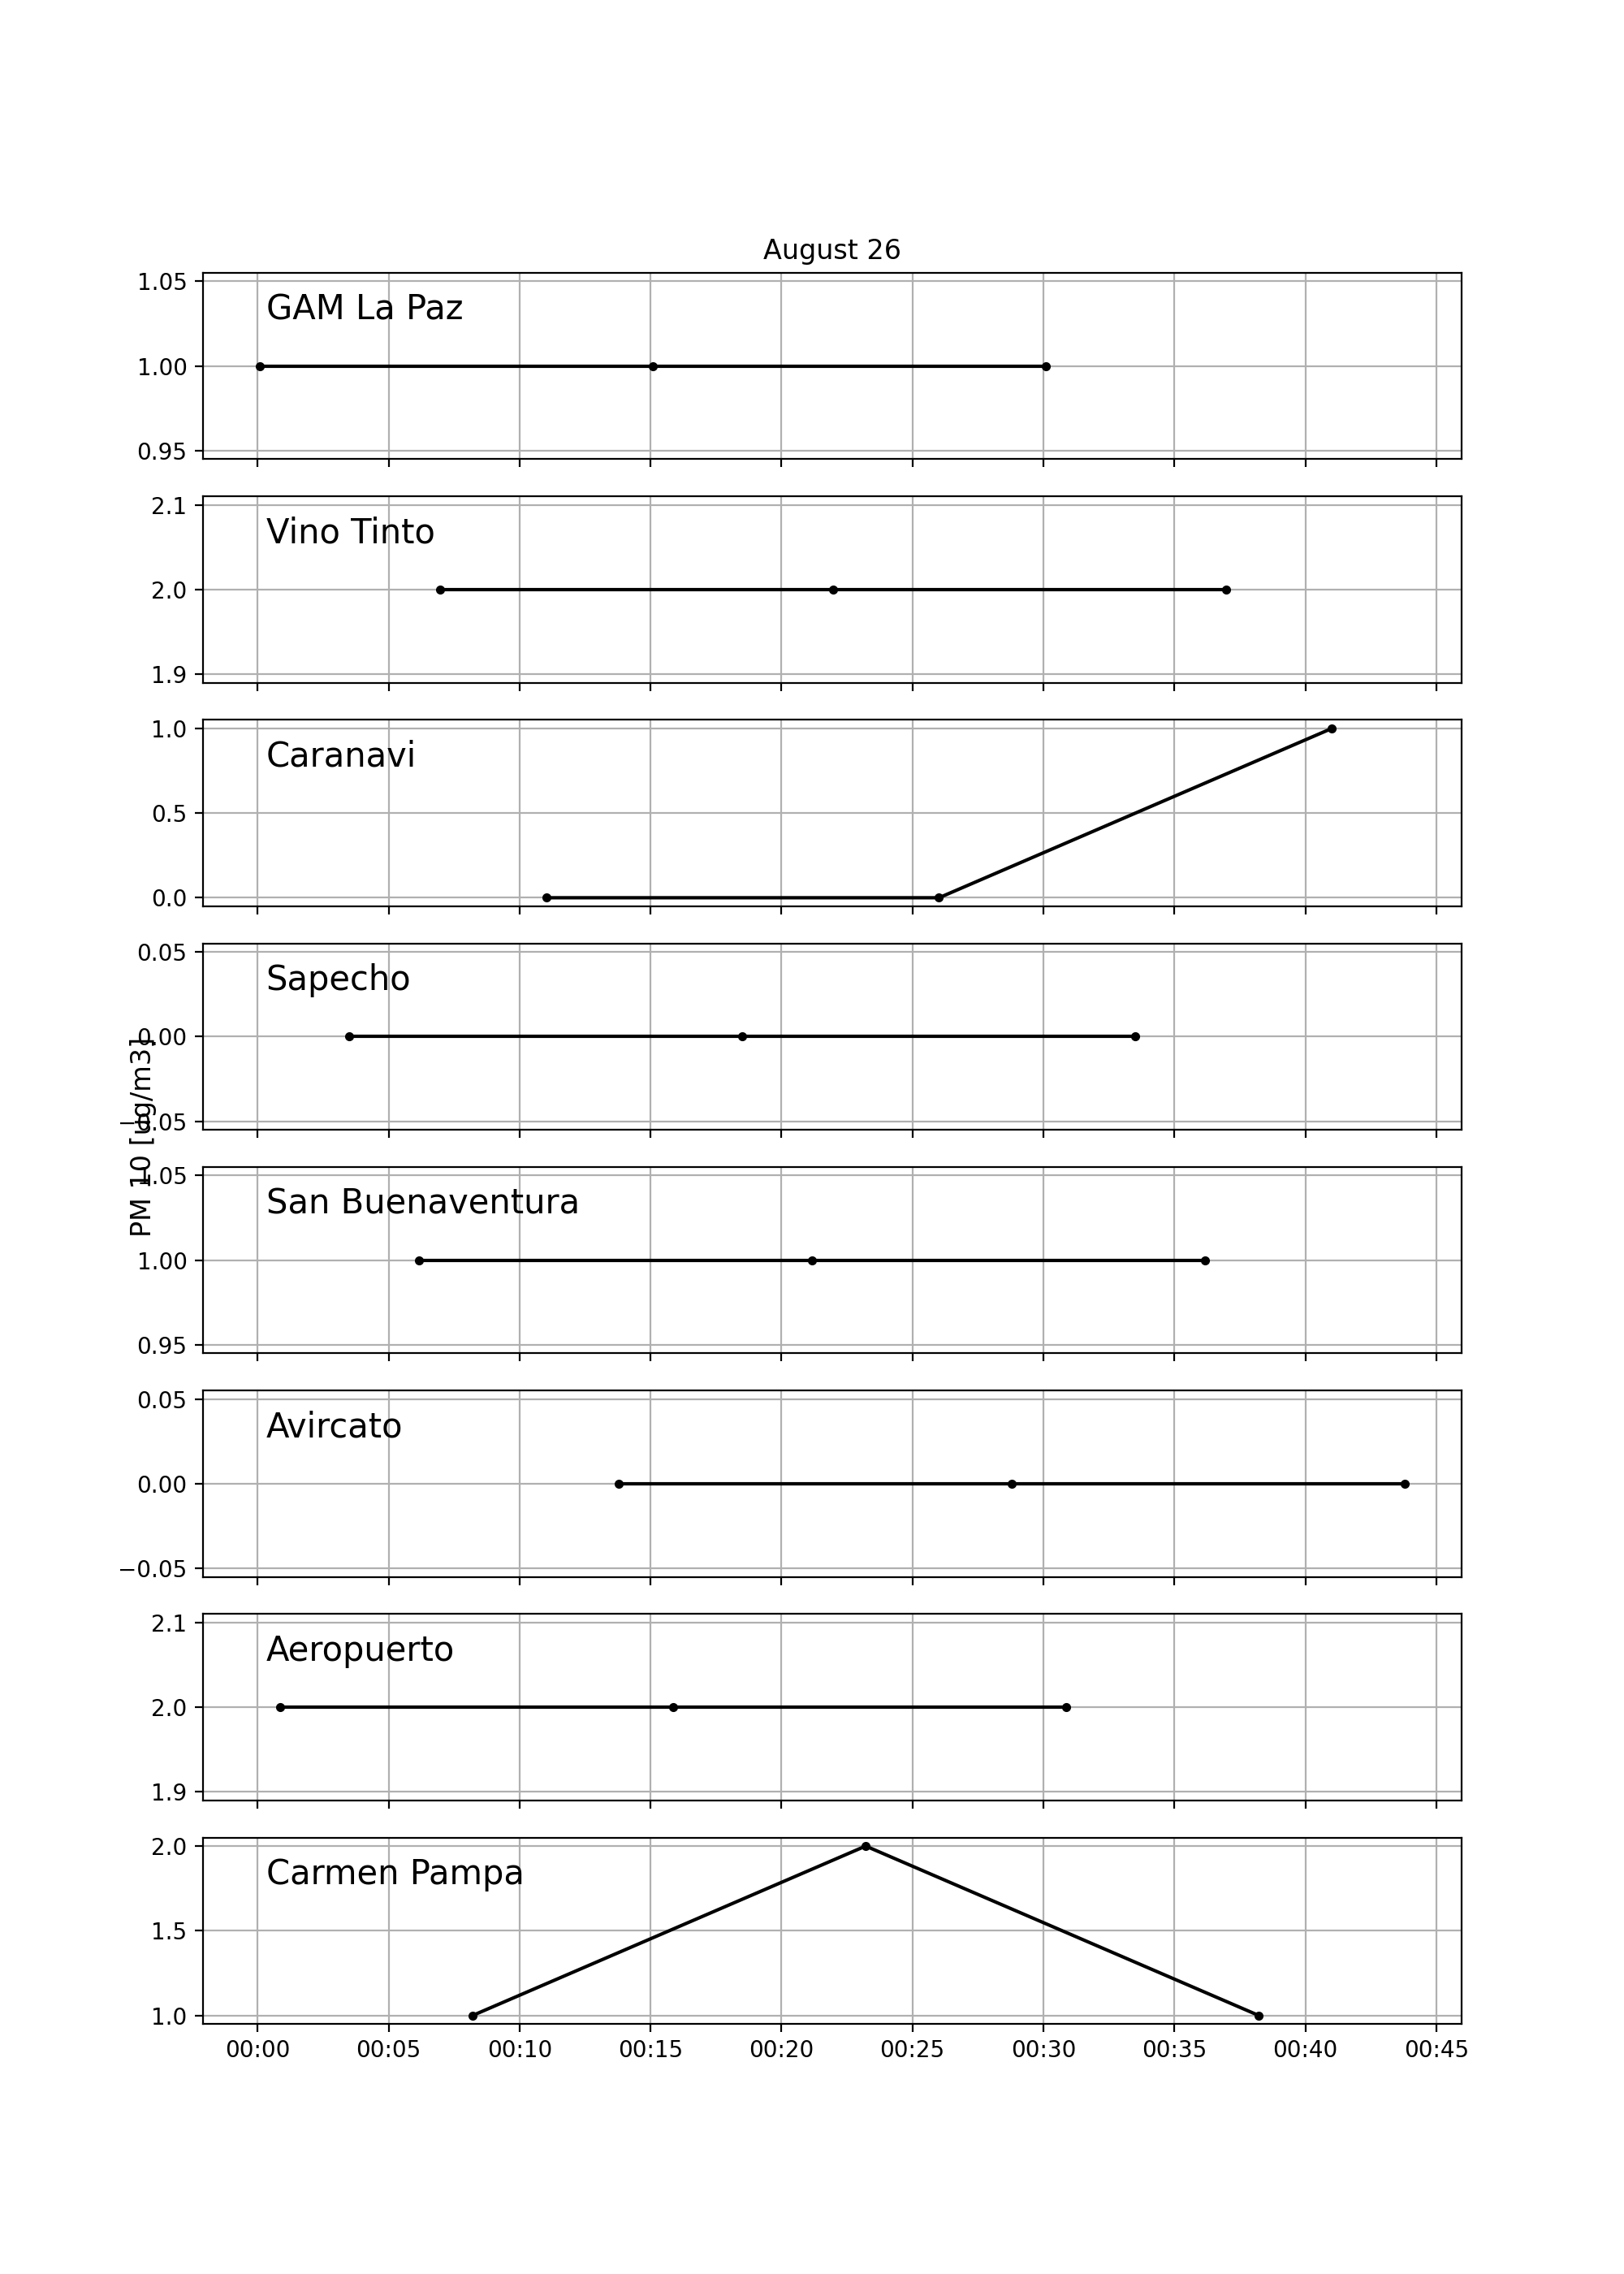 August 26
1.05
GAM La Paz
1.00
0.95
2.1
Vino Tinto
2.0
1.9
1.0
Caranavi
0.5
0.0
0.05
Sapecho
0.00
−0.05
PM 10 [ug/m3]
1.05
San Buenaventura
1.00
0.95
0.05
Avircato
0.00
−0.05
2.1
Aeropuerto
2.0
1.9
2.0
Carmen Pampa
1.5
1.0
00:00 00:05 00:10 00:15 00:20 00:25 00:30 00:35 00:40 00:45